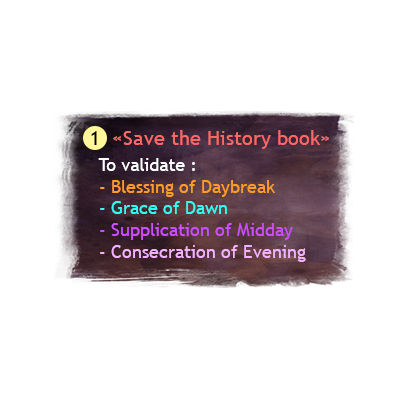 1 «Save the History book»
To validate :
- Blessing of Daybreak
- Grace of Dawn
- Supplication of Midday
- Consecration of Evening